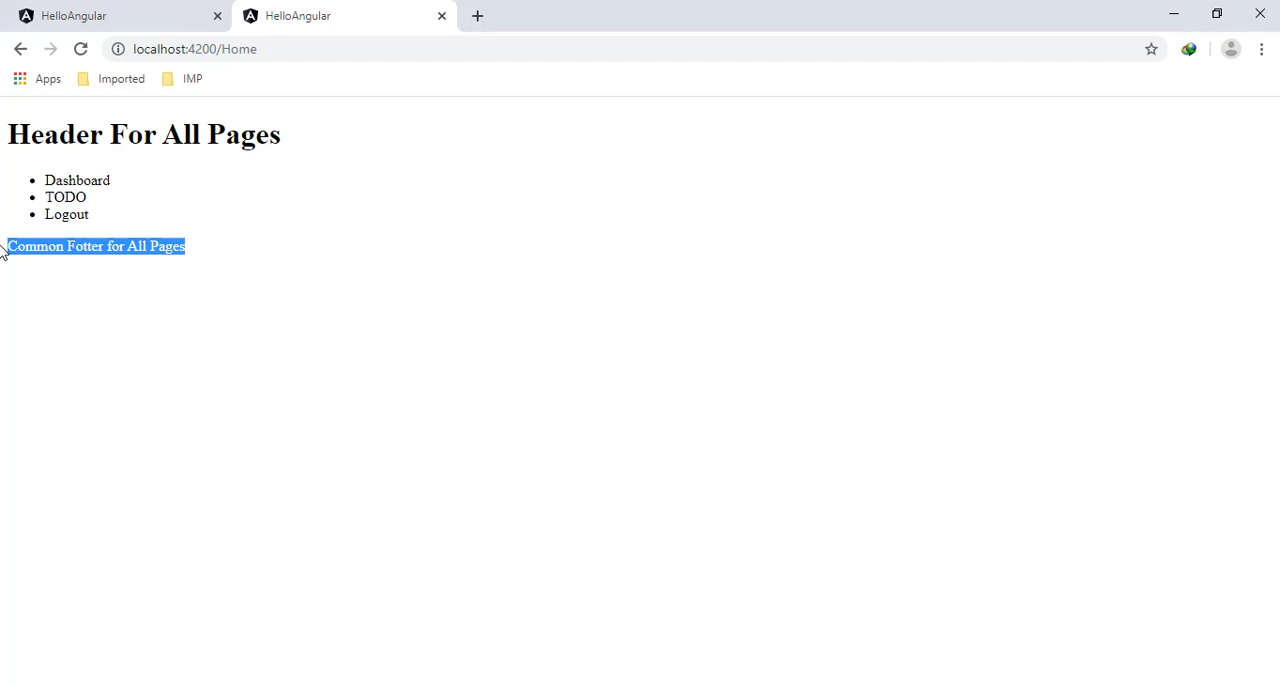 HelloAngular
HelloAngular
localhost:4200/Home
Apps
Imported
IMP
Header For All Pages
Dashboard
TODO
Logout
Common Fotter for All Pages